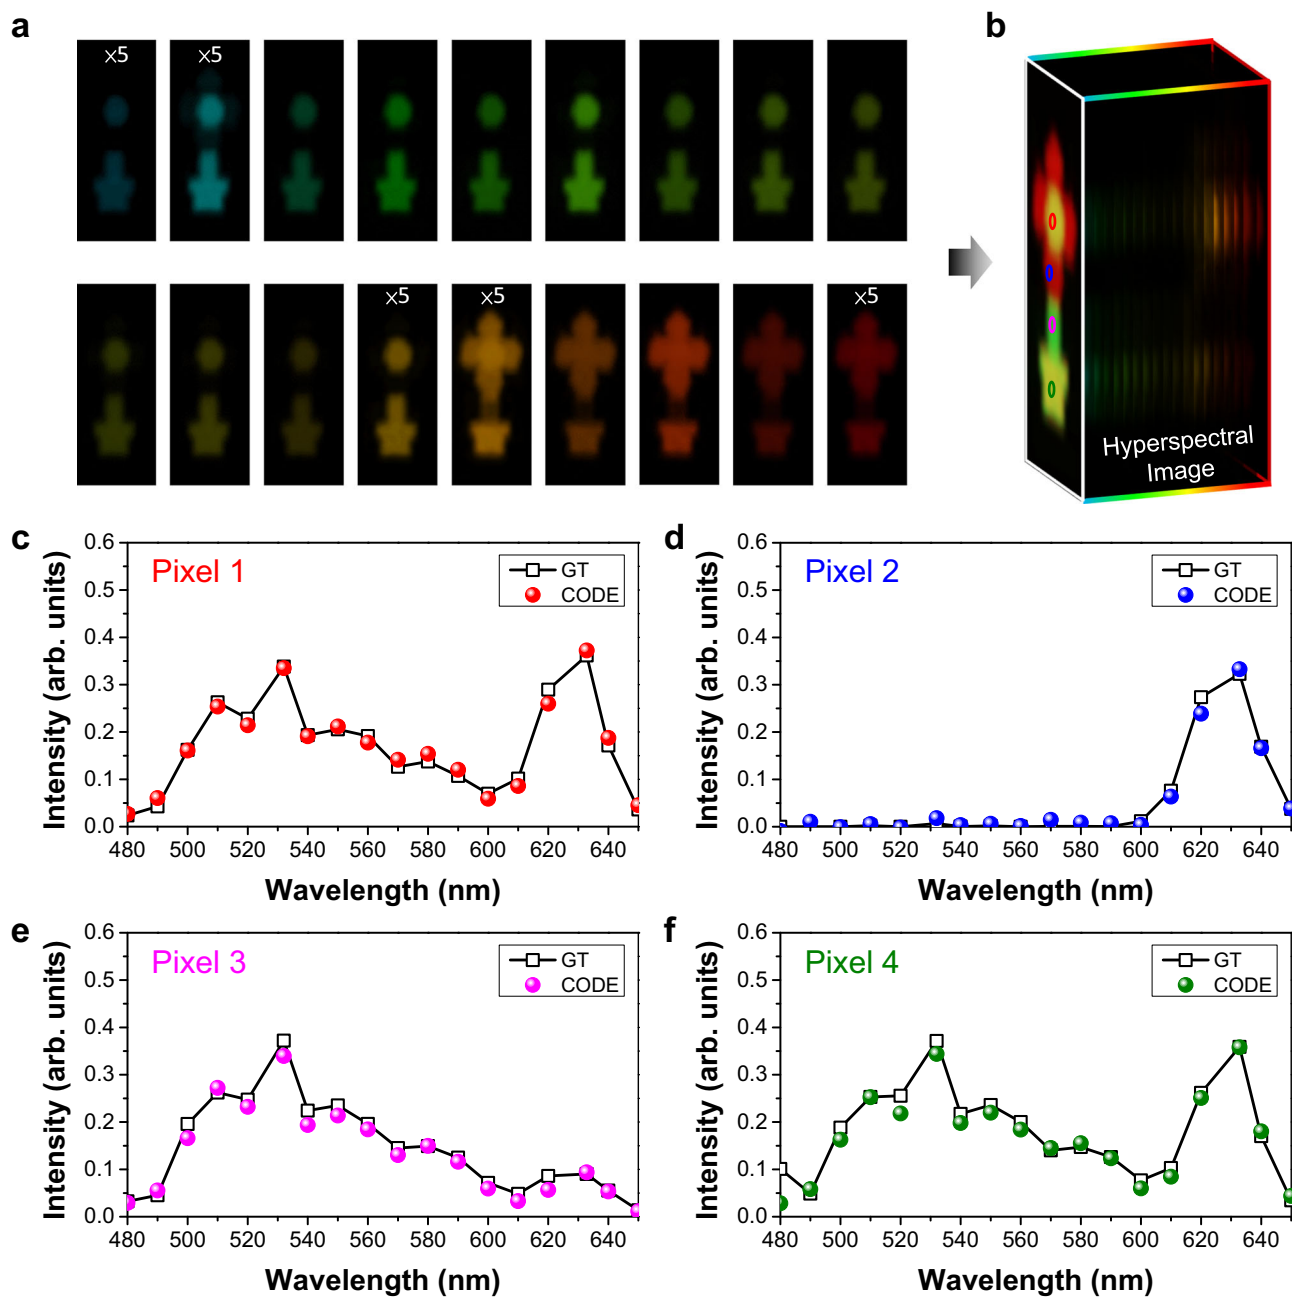 a
b
×5
×5
×5
×5
×5
Hyperspectral
Image
c
d
Pixel 1
GT
CODE
Intensity (arb. units)
0.6
0.5
0.4
0.3
0.2
0.1
0.0
480 500 520 540 560 580 600 620 640
Wavelength (nm)
Pixel 2
GT
CODE
Intensity (arb. units)
0.6
0.5
0.4
0.3
0.2
0.1
0.0
480 500 520 540 560 580 600 620 640
Wavelength (nm)
e
f
Pixel 3
GT
CODE
Intensity (arb. units)
0.6
0.5
0.4
0.3
0.2
0.1
0.0
480 500 520 540 560 580 600 620 640
Wavelength (nm)
Pixel 4
GT
CODE
Intensity (arb. units)
0.6
0.5
0.4
0.3
0.2
0.1
0.0
480 500 520 540 560 580 600 620 640
Wavelength (nm)